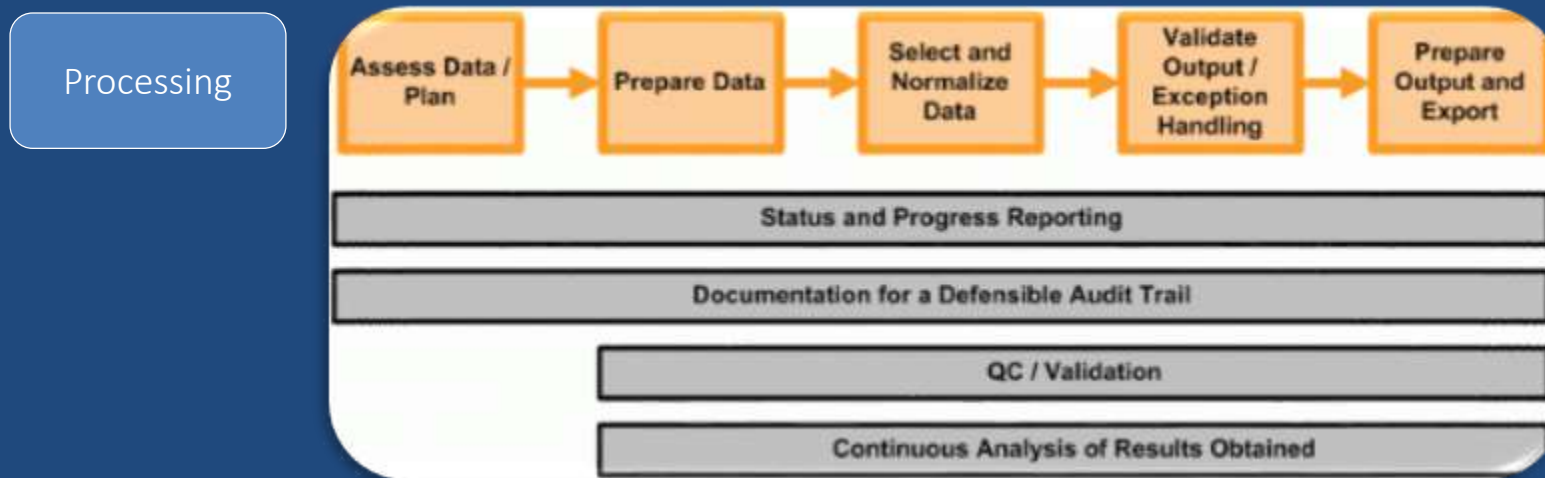 Processing
Assess Data /
Plan
Prepare Data
Select and
Normalize
Data
Validate
Output /
Exception
Handling
Prepare
Output and
Export
Status and Progress Reporting
Documentation for a Defensible Audit Trail
QC / Validation
Continuous Analysis of Results Obtained